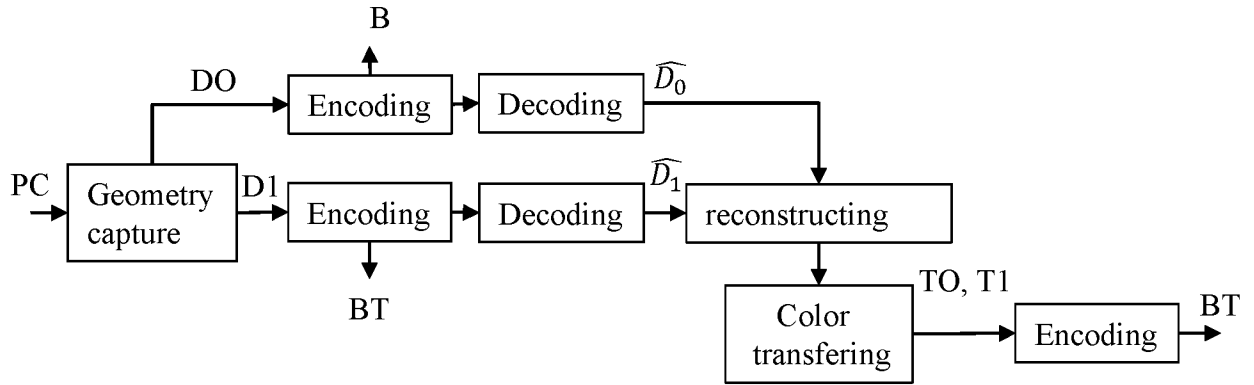 B
DO
Encoding
Decoding
\widehat{D_0}
PC
Geometry
capture
D1
Encoding
Decoding
\widehat{D_1}
reconstructing
BT
Color
transfering
TO, T1
Encoding
BT